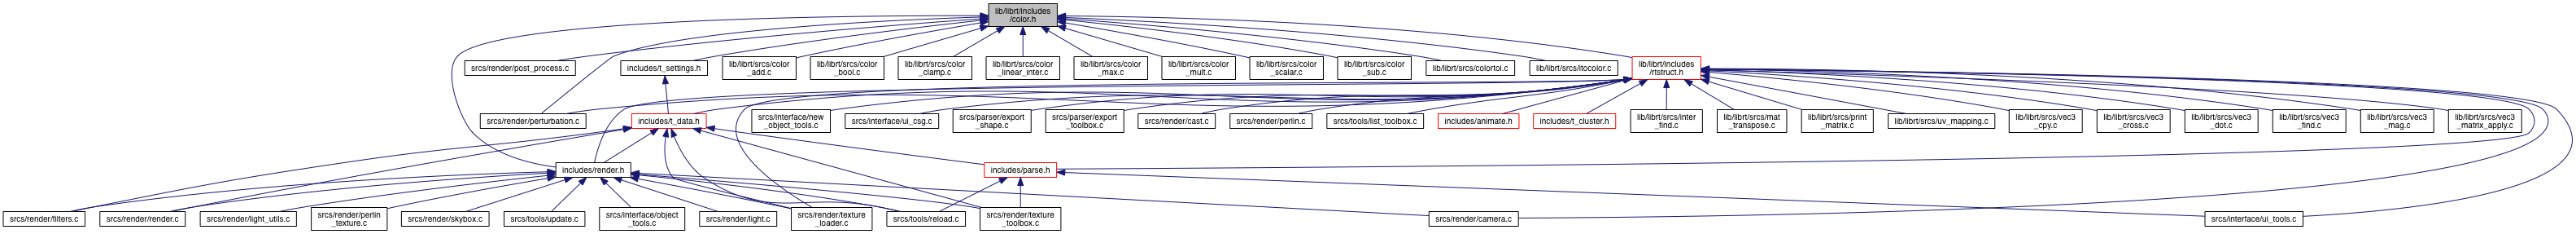 lib/librt/includes
/color.h
srcs/render/post_process.c
includes/t_settings.h
lib/librt/srcs/color
_add.c
lib/librt/srcs/color
_bool.c
lib/librt/srcs/color
_clamp.c
lib/librt/srcs/color
_linear_inter.c
lib/librt/srcs/color
_max.c
lib/librt/srcs/color
_mult.c
lib/librt/srcs/color
_scalar.c
lib/librt/srcs/color
_sub.c
lib/librt/srcs/colortoi.c
lib/librt/srcs/itocolor.c
lib/librt/includes
/rtstruct.h
srcs/render/perturbation.c
includes/t_data.h
srcs/interface/new
_object_tools.c
srcs/interface/ui_csg.c
srcs/parser/export
_shape.c
srcs/parser/export
_toolbox.c
srcs/render/cast.c
srcs/render/perlin.c
srcs/tools/list_toolbox.c
includes/animate.h
includes/t_cluster.h
lib/librt/srcs/inter
_find.c
lib/librt/srcs/mat
_transpose.c
lib/librt/srcs/print
_matrix.c
lib/librt/srcs/uv_mapping.c
lib/librt/srcs/vec3
_cpy.c
lib/librt/srcs/vec3
_cross.c
lib/librt/srcs/vec3
_dot.c
lib/librt/srcs/vec3
_find.c
lib/librt/srcs/vec3
_mag.c
lib/librt/srcs/vec3
_matrix_apply.c
includes/render.h
includes/parse.h
srcs/render/filters.c
srcs/render/render.c
srcs/render/light_utils.c
srcs/render/perlin
_texture.c
srcs/render/skybox.c
srcs/tools/update.c
srcs/interface/object
_tools.c
srcs/render/light.c
srcs/render/texture
_loader.c
srcs/tools/reload.c
srcs/render/texture
_toolbox.c
srcs/render/camera.c
srcs/interface/ui_tools.c